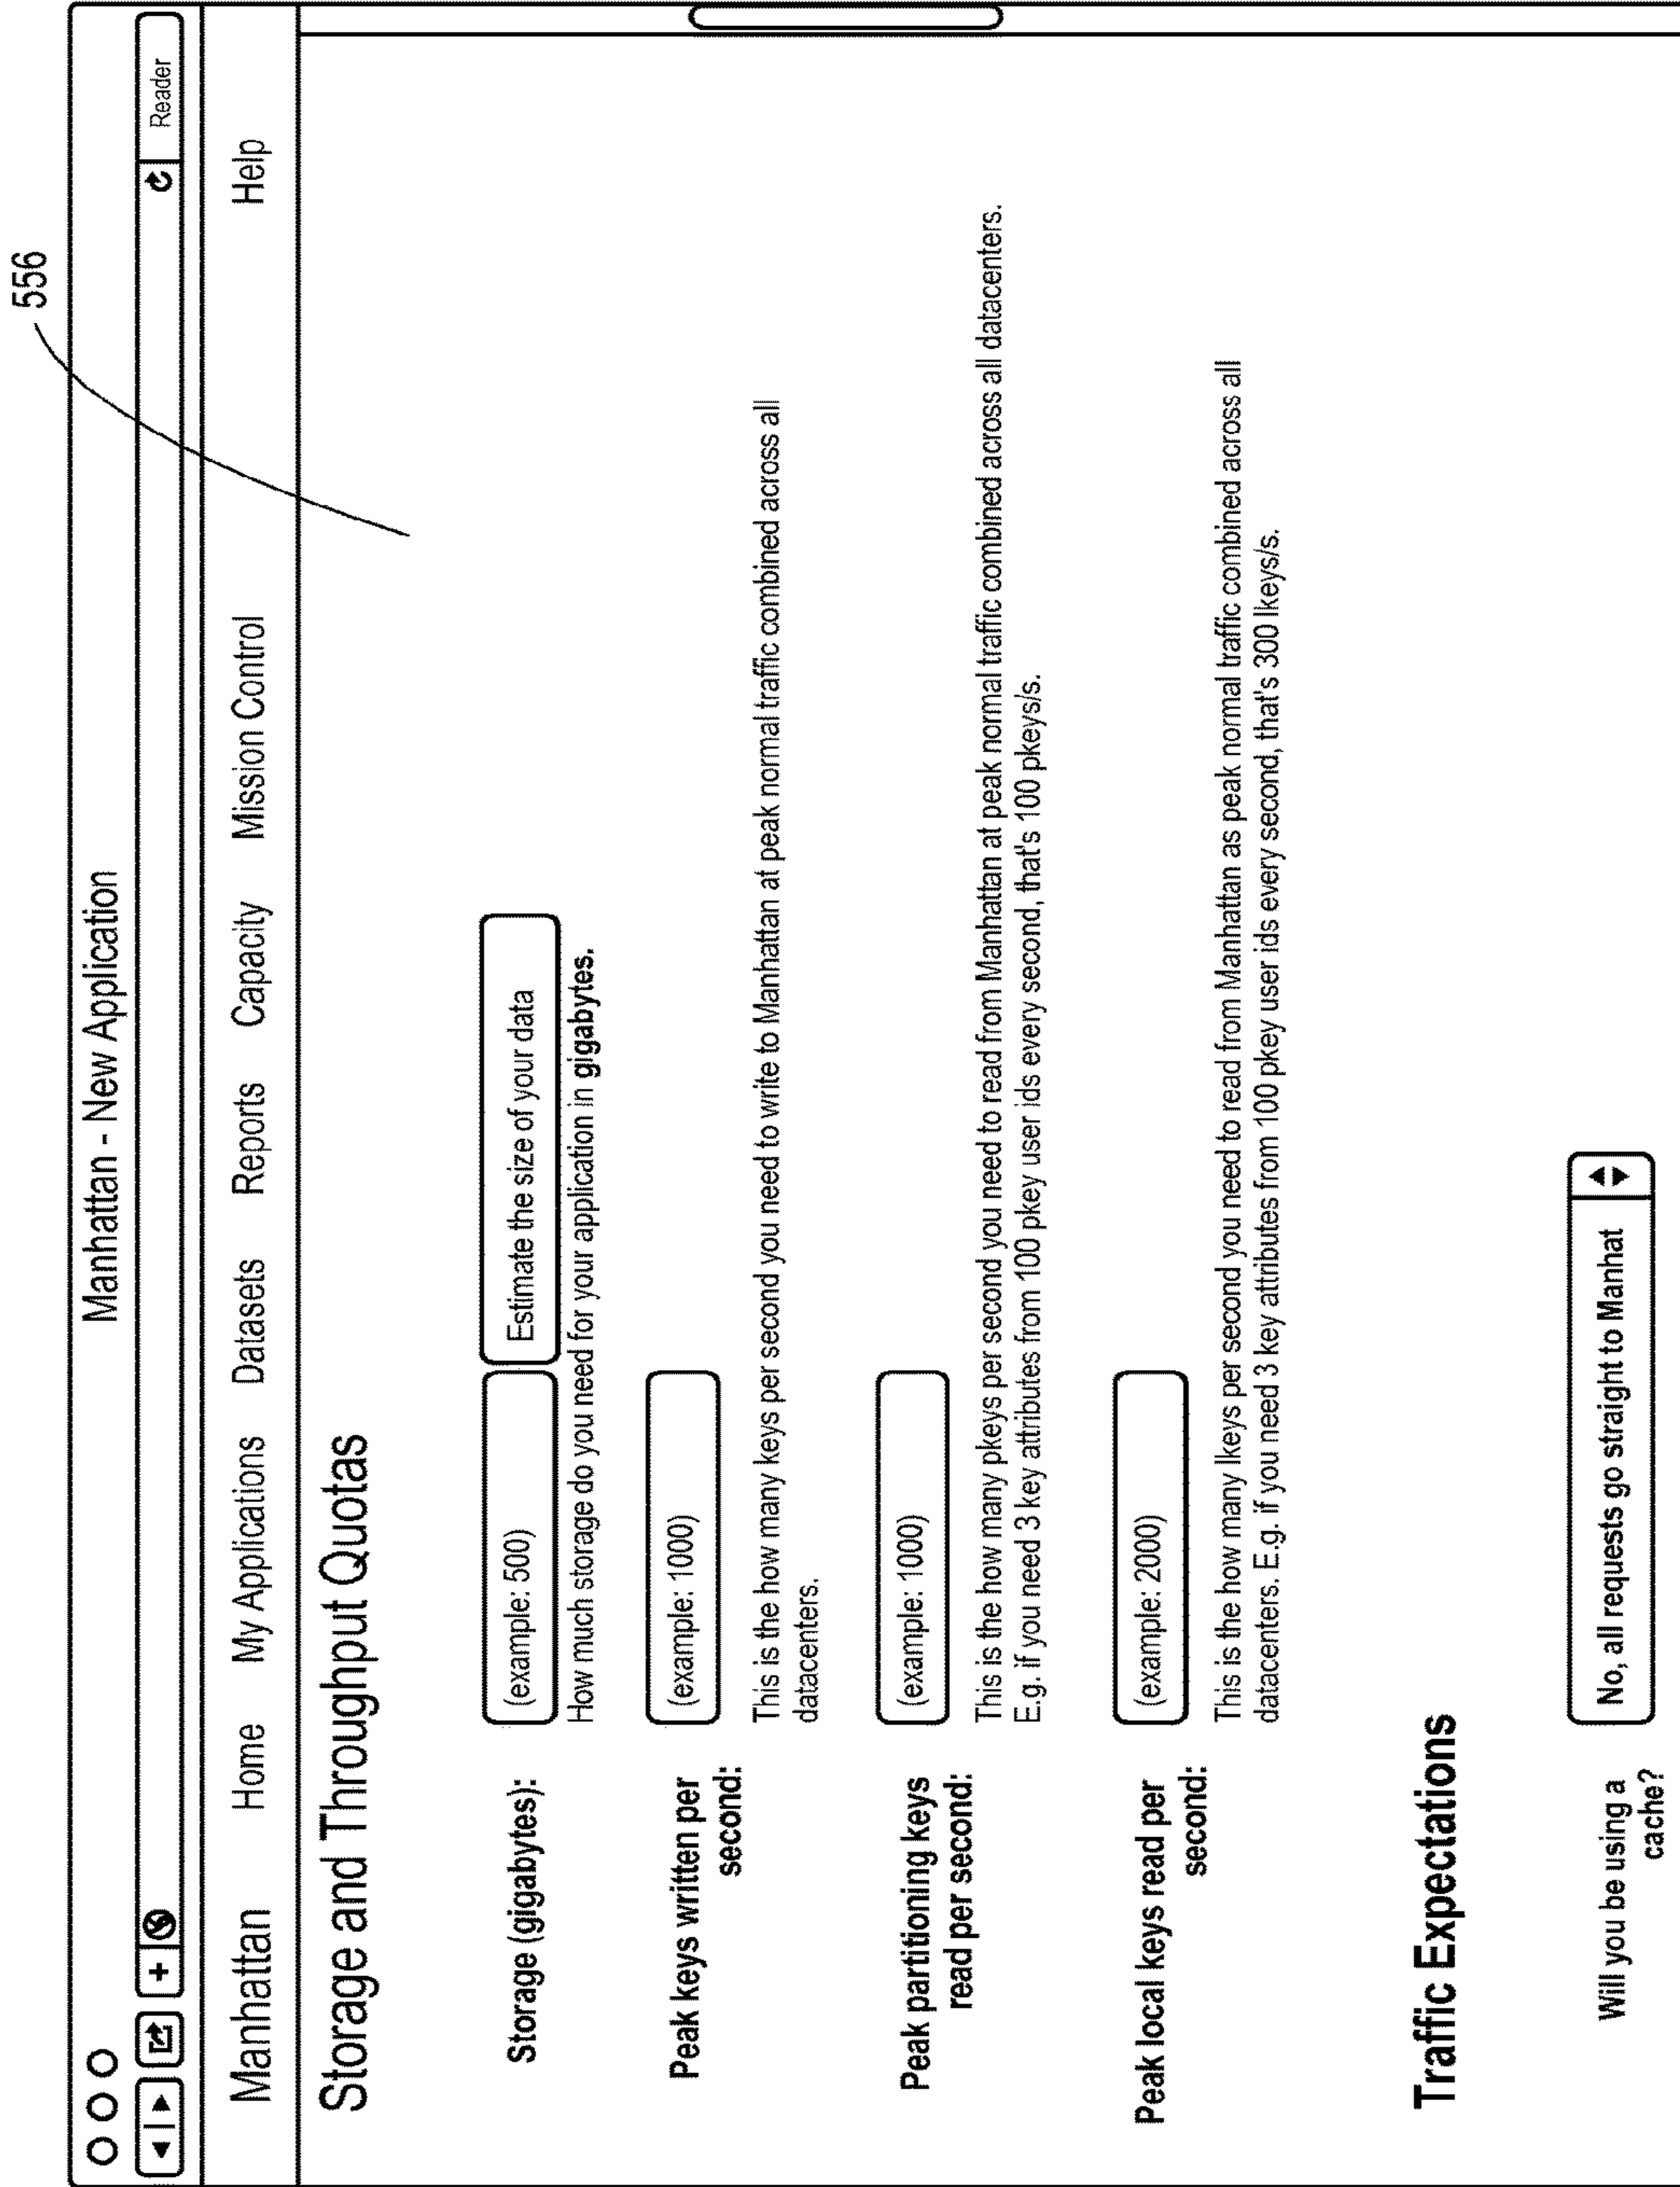 556
Manhattan - New Application
Reader
Manhattan Home My Applications Datasets Reports Capacity Mission Control Help
Storage and Throughput Quotas
Storage (gigabytes): (example: 500) Estimate the size of your data
How much storage do you need for your application in gigabytes.
Peak keys written per second: (example: 1000)
This is the how many keys per second you need to write to Manhattan at peak normal traffic combined across all
datacenters.
Peak partitioning keys
read per second: (example: 1000)
This is the how many pkeys per second you need to read from Manhattan at peak normal traffic combined across all datacenters.
E.g. if you need 3 key attributes from 100 pkey user ids every second, that's 100 pkeys/s.
Peak local keys read per
second: (example: 2000)
This is the how many lkeys per second you need to read from Manhattan as peak normal traffic combined across all
datacenters. E.g. if you need 3 key attributes from 100 pkey user ids every second, that's 300 lkeys/s.
Traffic Expectations
Will you be using a
cache? No, all requests go straight to Manhat